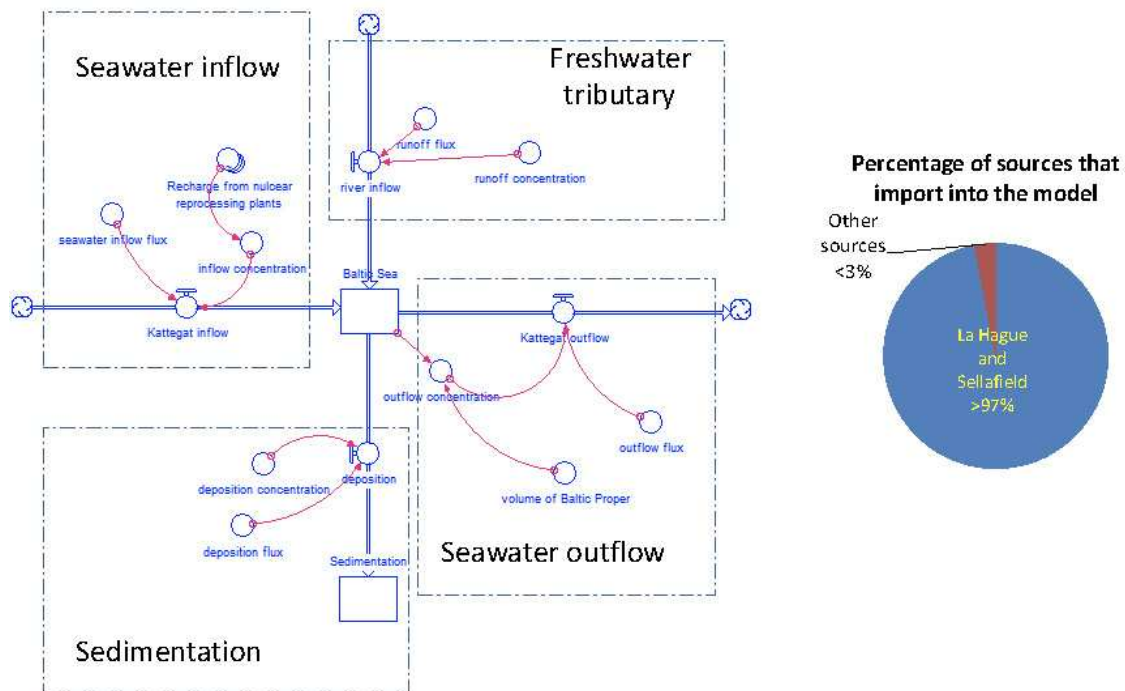 Seawater inflow
Recharge from nulcear
reprocessing plants
seawater inflow flux
inflow concentration
Kattegat inflow
Freshwater
tributary
runoff flux
runoff concentration
river inflow
Baltic Sea
Kattegat outflow
outflow concentration
outflow flux
volume of Baltic Proper
Seawater outflow
deposition concentration
deposition
deposition flux
Sedimentation
Sedimentation
Percentage of sources that
import into the model
Other
sources
<3%
La Hague
and
Sellafield
>97%